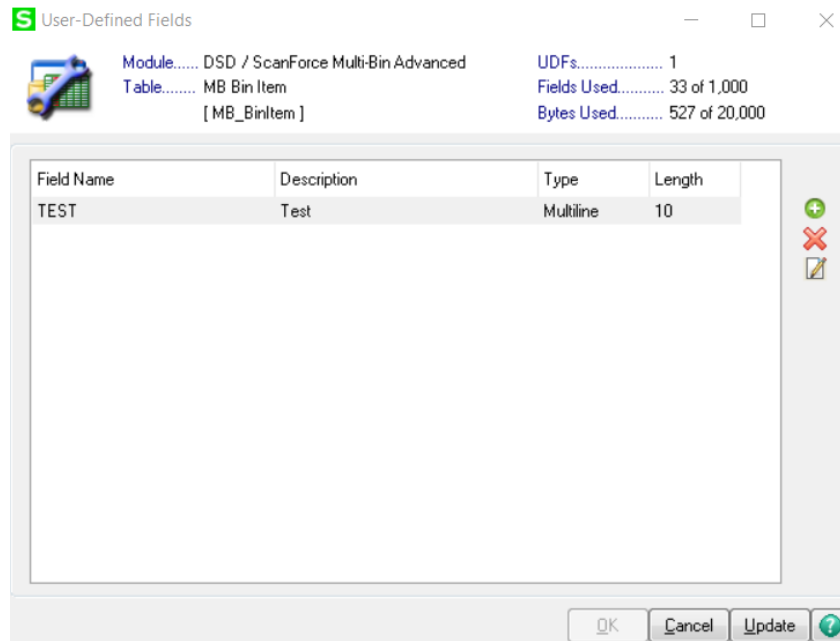 S User-Defined Fields
Module...... DSD / ScanForce Multi-Bin Advanced
Table........ MB Bin Item
[ MB_BinItem ]
UDFs................... 1
Fields Used.......... 33 of 1,000
Bytes Used.......... 527 of 20,000
Field Name Description Type Length
TEST Test Multiline 10
OK Cancel Update ?